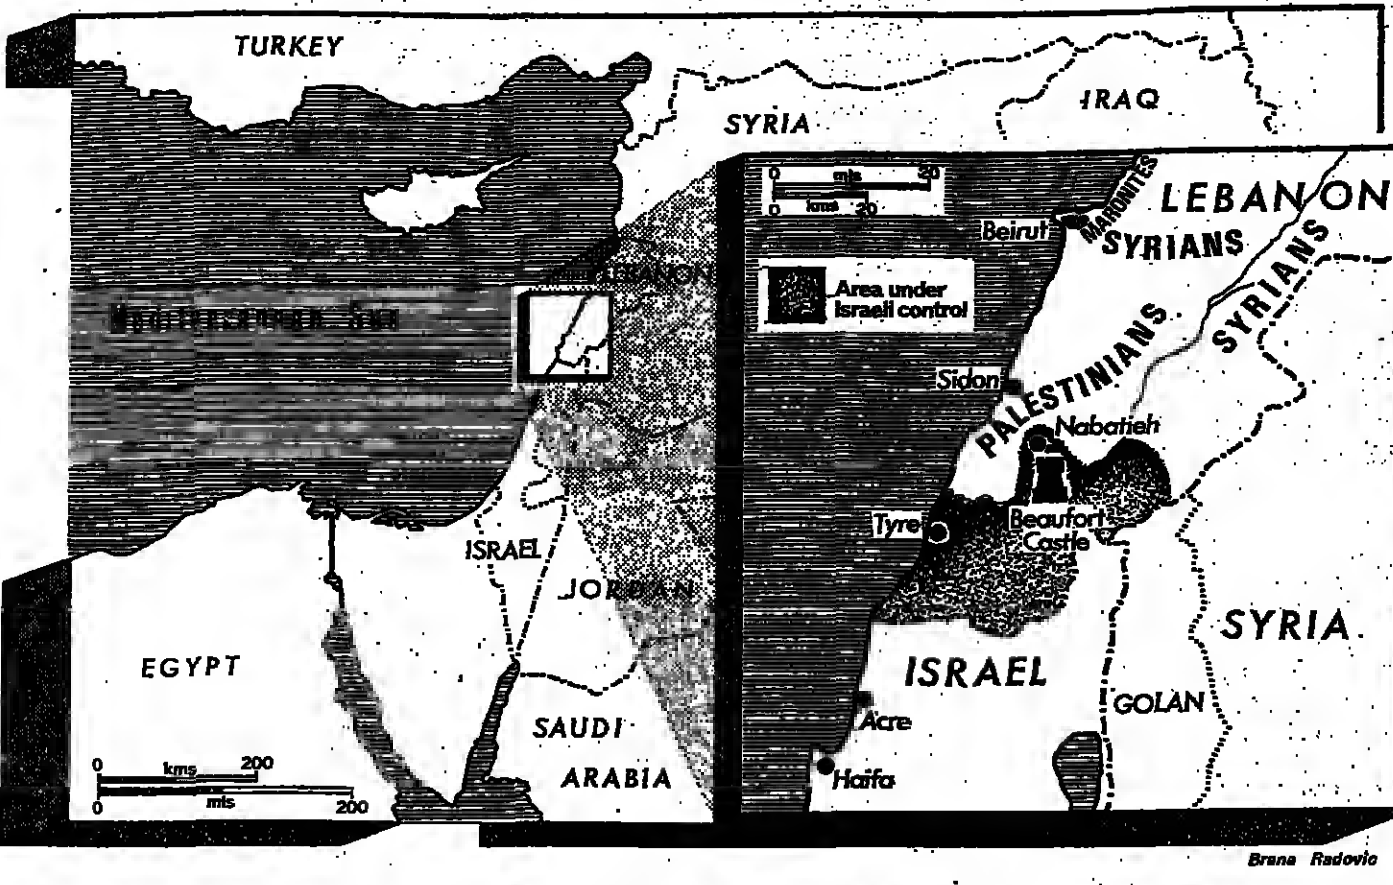 TURKEY
SYRIA
IRAQ
LEBANON
Mediterranean Sea
ISRAEL
JORDAN
EGYPT
SAUDI
ARABIA
0 kms 200
0 mls 200
0 mls 20
0 kms 20
LEBANON
MARONITES
Beirut
SYRIANS
SYRIANS
Area under
Israeli control
PALESTINIANS
Sidon
Nabatieh
Tyre
Beaufort
Castle
SYRIA
ISRAEL
GOLAN
Acre
Haifa
Brana Radovic